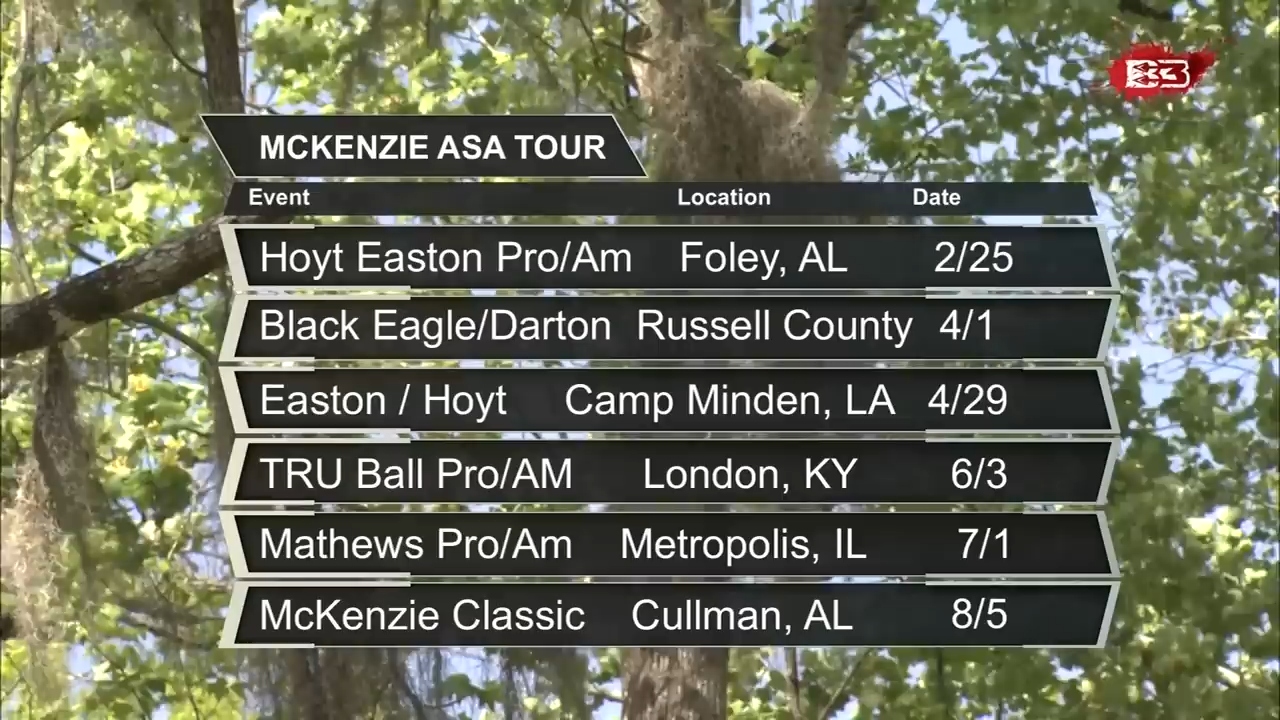 B3
MCKENZIE ASA TOUR
Event Location Date
Hoyt Easton Pro/Am Foley, AL 2/25
Black Eagle/Darton Russell County 4/1
Easton / Hoyt Camp Minden, LA 4/29
TRU Ball Pro/AM London, KY 6/3
Mathews Pro/Am Metropolis, IL 7/1
McKenzie Classic Cullman, AL 8/5